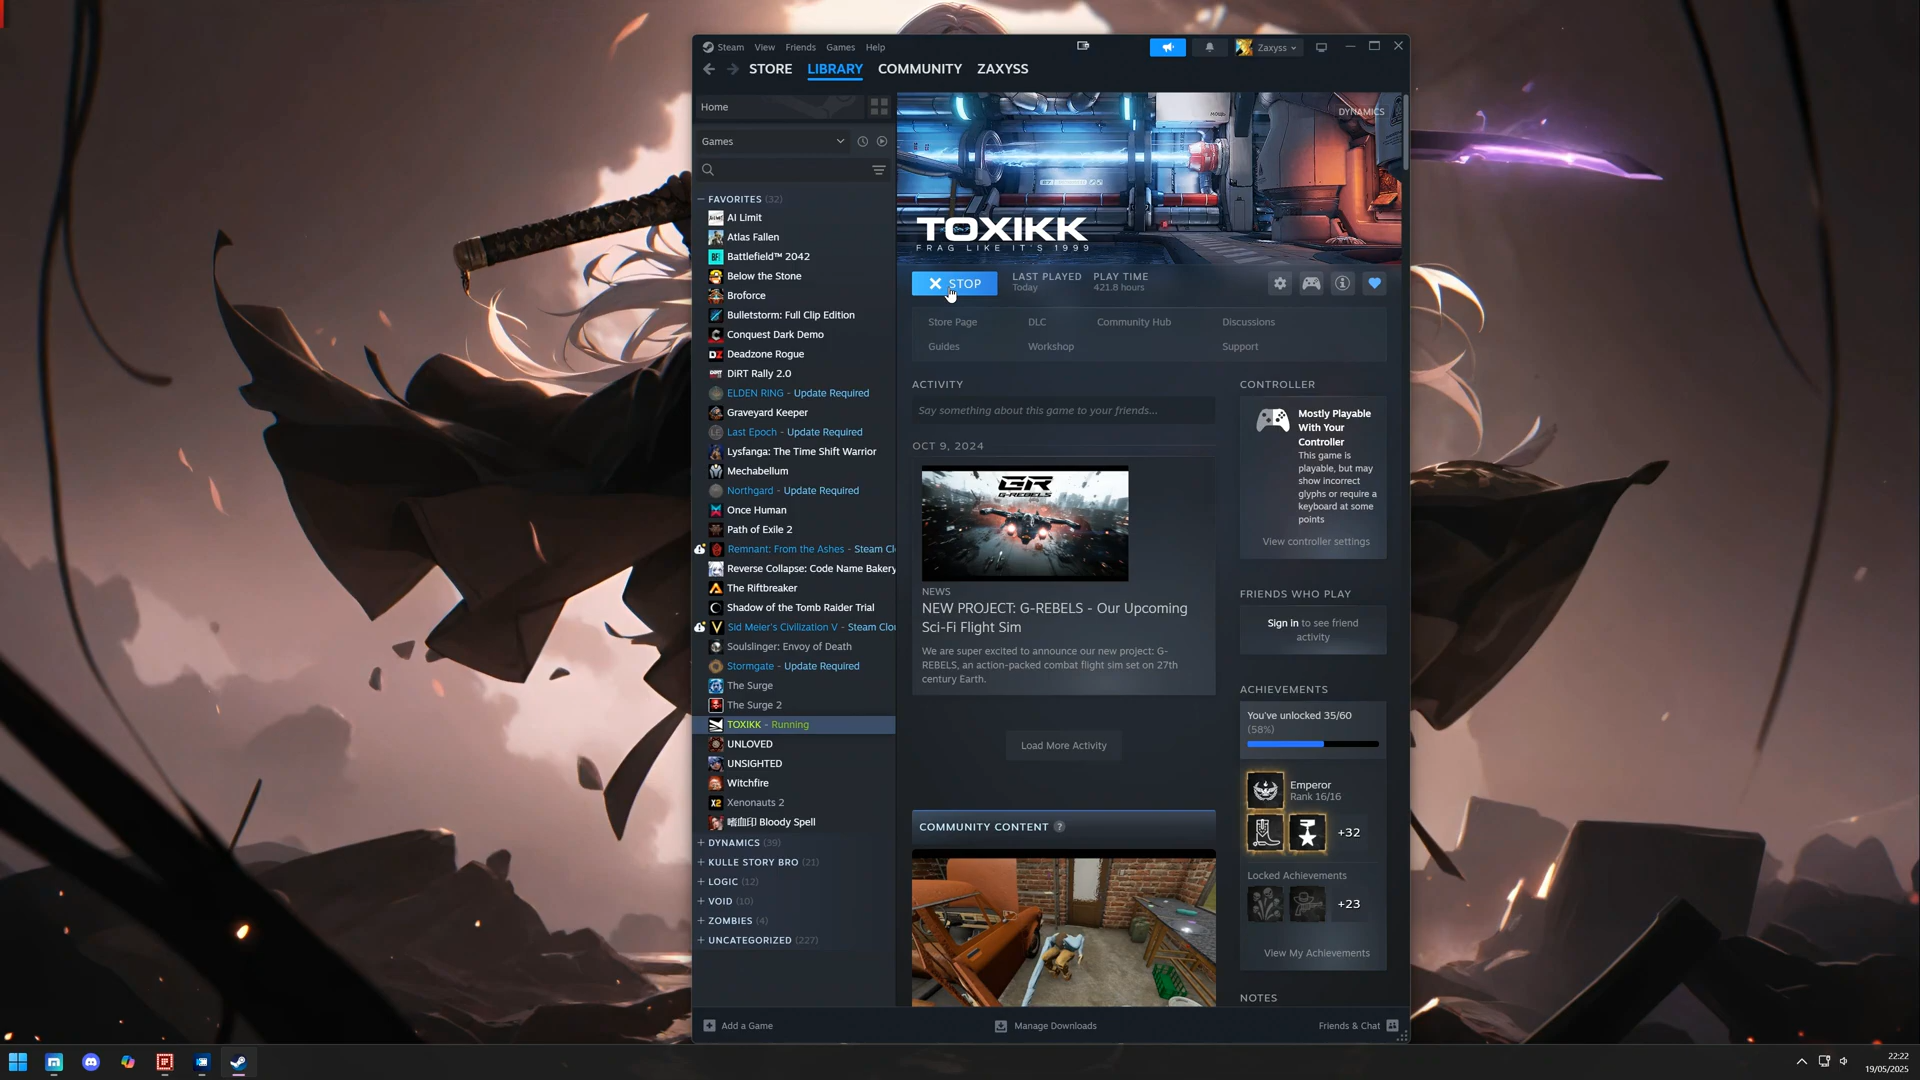 Steam View Friends Games Help
Zaxyss
STORE LIBRARY COMMUNITY ZAXYSS
Home
Games
FAVORITES (32)
AI Limit
Atlas Fallen
Battlefield™ 2042
Below the Stone
Broforce
Bulletstorm: Full Clip Edition
Conquest Dark Demo
Deadzone Rogue
DiRT Rally 2.0
ELDEN RING - Update Required
Graveyard Keeper
Last Epoch - Update Required
Lysfanga: The Time Shift Warrior
Mechabellum
Northgard - Update Required
Once Human
Path of Exile 2
Remnant: From the Ashes - Steam Cl
Reverse Collapse: Code Name Bakery
The Riftbreaker
Shadow of the Tomb Raider Trial
Sid Meier's Civilization V - Steam Clou
Soulslinger: Envoy of Death
Stormgate - Update Required
The Surge
The Surge 2
TOXIKK - Running
UNLOVED
UNSIGHTED
Witchfire
Xenonauts 2
嗜血印 Bloody Spell
DYNAMICS (39)
KULLE STORY BRO (21)
LOGIC (12)
VOID (10)
ZOMBIES (4)
UNCATEGORIZED (227)
DYNAMICS
TOXIKK
FRAG LIKE IT'S 1999
STOP
LAST PLAYED
Today
PLAY TIME
421.8 hours
Store Page DLC Community Hub Discussions
Guides Workshop Support
ACTIVITY
Say something about this game to your friends...
OCT 9, 2024
GR
G-REBELS
NEWS
NEW PROJECT: G-REBELS - Our Upcoming
Sci-Fi Flight Sim
We are super excited to announce our new project: G-
REBELS, an action-packed combat flight sim set on 27th
century Earth.
Load More Activity
COMMUNITY CONTENT ?
CONTROLLER
Mostly Playable
With Your
Controller
This game is
playable, but may
show incorrect
glyphs or require a
keyboard at some
points
View controller settings
FRIENDS WHO PLAY
Sign in to see friend
activity
ACHIEVEMENTS
You've unlocked 35/60
(58%)
Emperor
Rank 16/16
+32
Locked Achievements
+23
View My Achievements
NOTES
Add a Game
Manage Downloads
Friends & Chat
22:22
19/05/2025